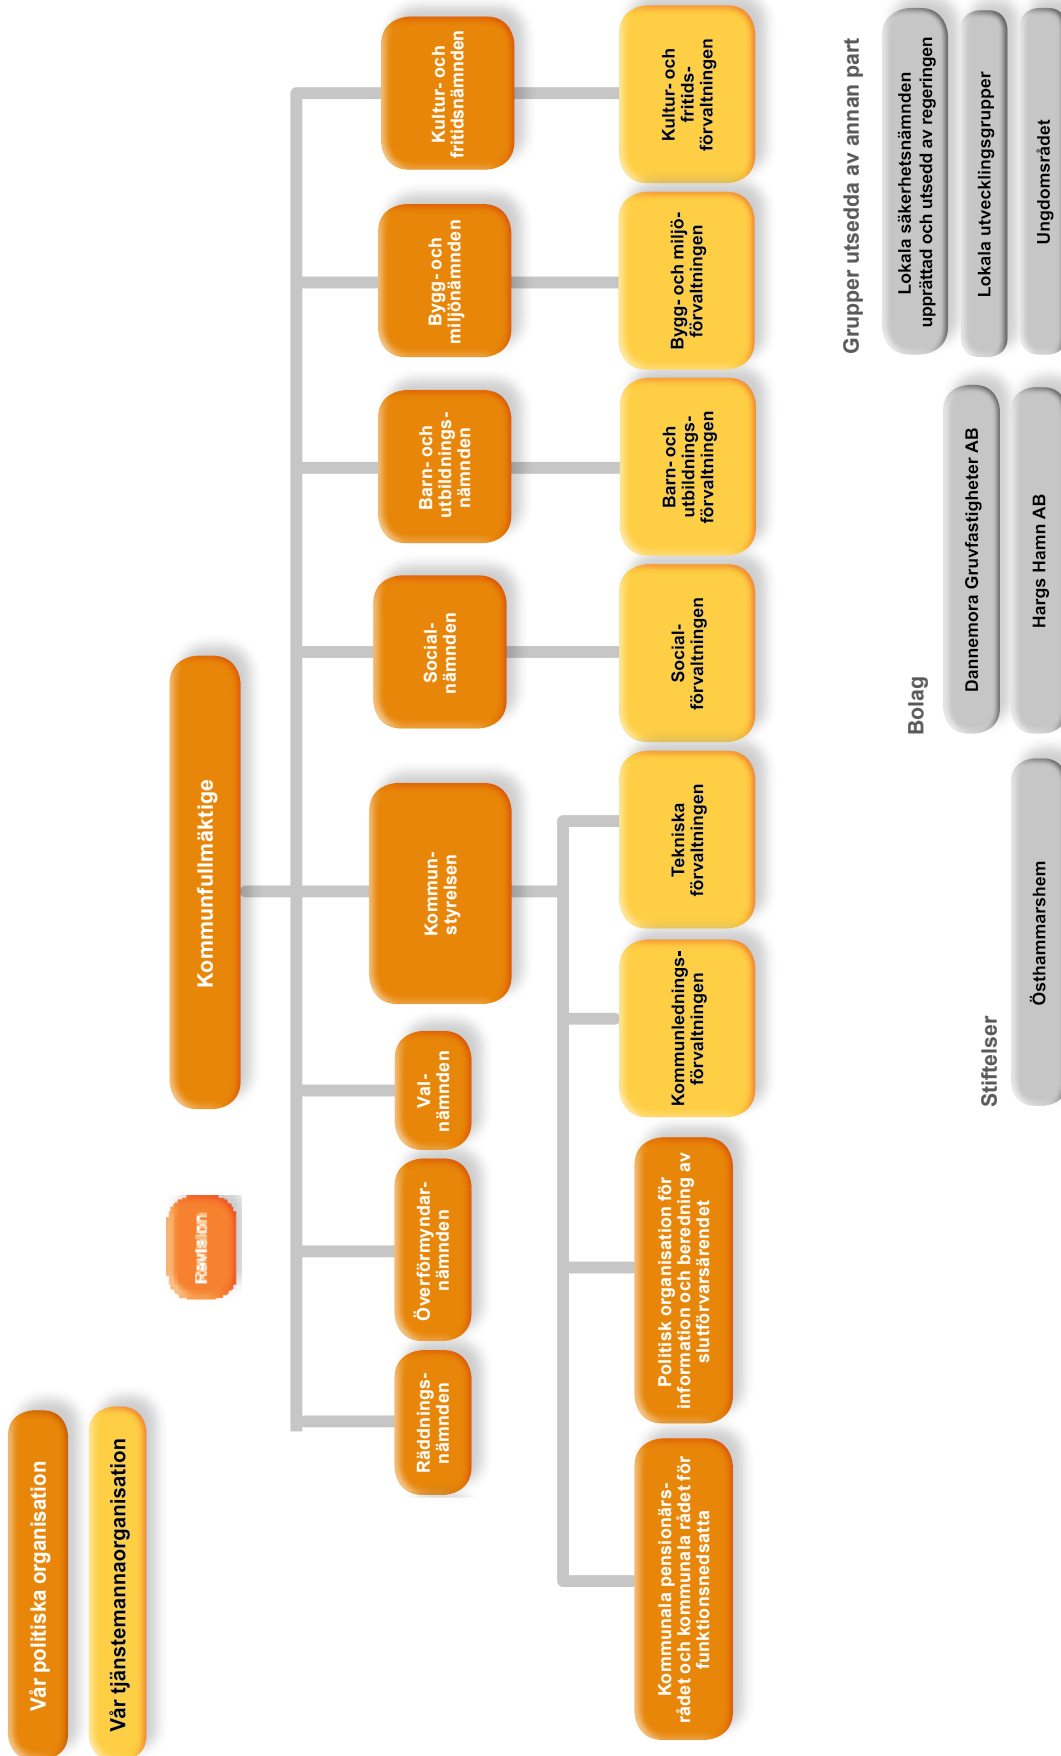 Vår politiska organisation
Vår tjänstemannaorganisation
Revision
Kommunfullmäktige
Räddnings-
nämnden
Överförmyndar-
nämnden
Val-
nämnden
Kommun-
styrelsen
Social-
nämnden
Barn- och
utbildnings-
nämnden
Bygg- och
miljönämnden
Kultur- och
fritidsnämnden
Kommunala pensionärs-
rådet och kommunala rådet för
funktionsnedsatta
Politisk organisation för
information och beredning av
slutförvarsärendet
Kommunlednings-
förvaltningen
Tekniska
förvaltningen
Social-
förvaltningen
Barn- och
utbildnings-
förvaltningen
Bygg- och miljö-
förvaltningen
Kultur- och
fritids-
förvaltningen
Stiftelser
Östhammarshem
Bolag
Dannemora Gruvfastigheter AB
Hargs Hamn AB
Grupper utsedda av annan part
Lokala säkerhetsnämnden
upprättad och utsedd av regeringen
Lokala utvecklingsgrupper
Ungdomsrådet